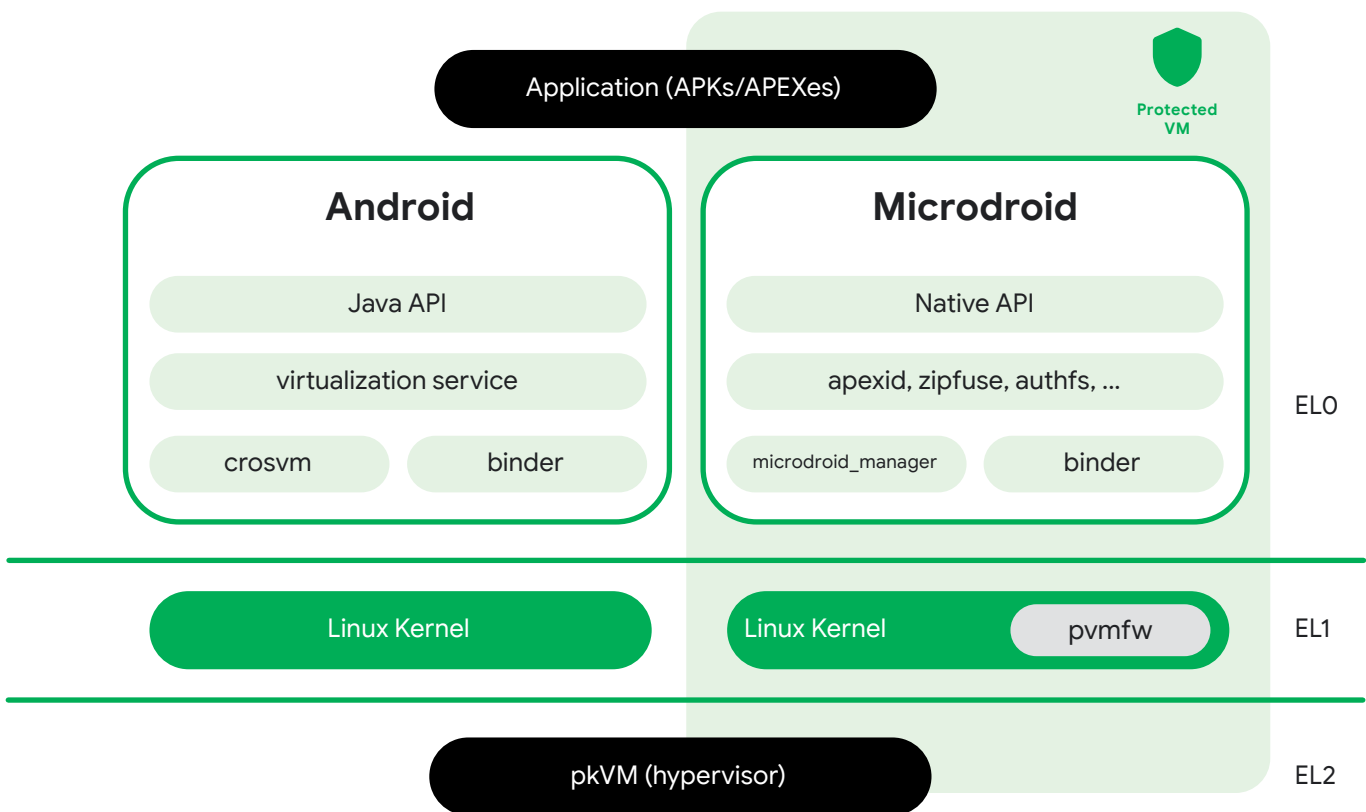 Application (APKs/APEXes)
Protected
VM
Android
Microdroid
Java API
Native API
virtualization service
apexid, zipfuse, authfs, ...
EL0
crosvm
binder
microdroid_manager
binder
Linux Kernel
Linux Kernel
pvmfw
EL1
pkVM (hypervisor)
EL2